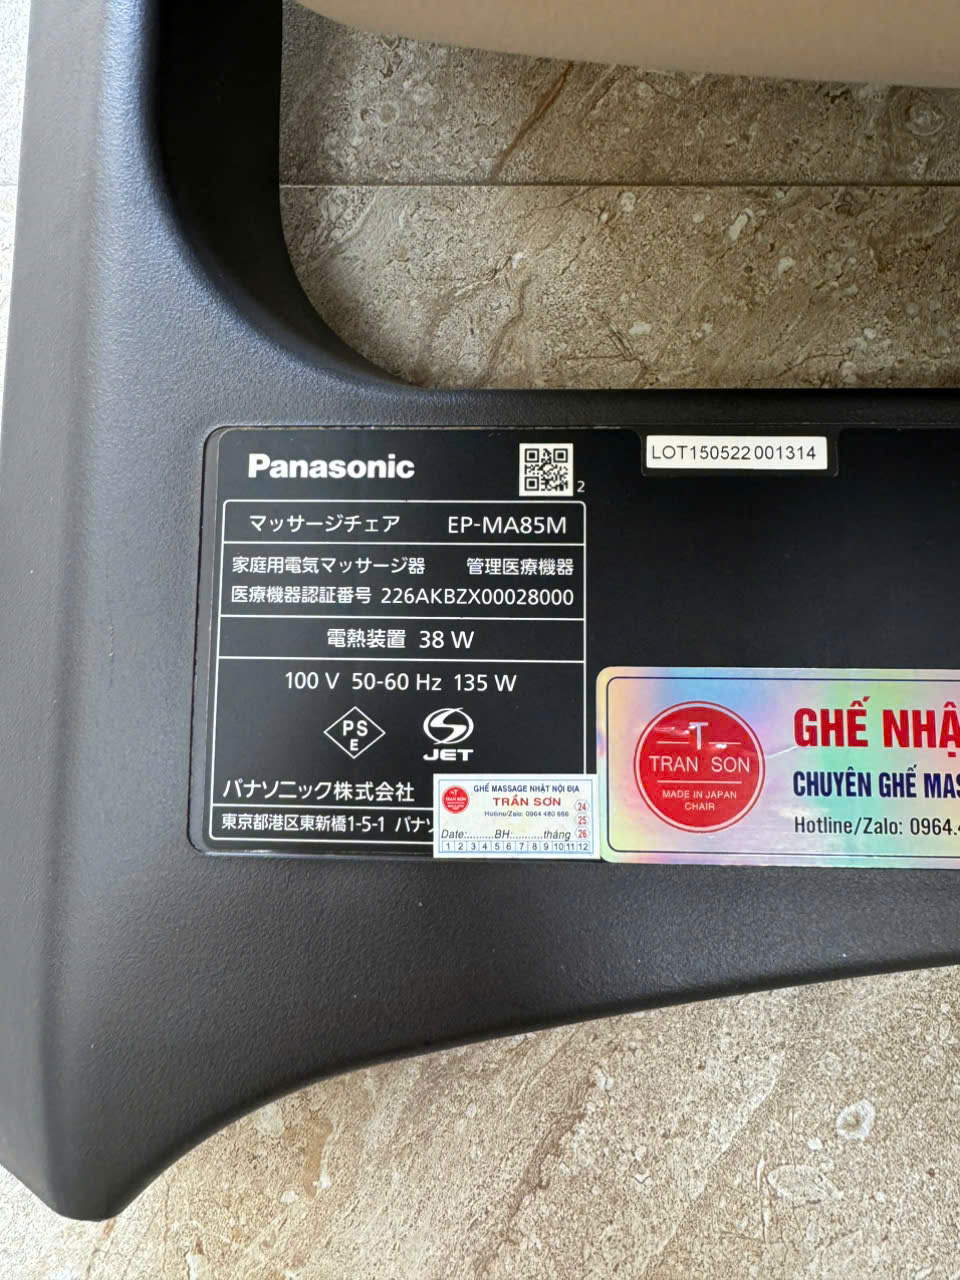 Panasonic
2
LOT150522 001314
マッサージチェア EP-MA85M
家庭用電気マッサージ器 管理医療機器
医療機器認証番号 226AKBZX00028000
電熱装置 38 W
100 V 50-60 Hz 135 W
PS
E
JET
パナソニック株式会社
東京都港区東新橋1-5-1 パナソ
GHẾ MASSAGE NHẬT NỘI ĐỊA
TRẦN SƠN
Hotline/Zalo: 0964 480 666
24
25
26
Date:.........BH:.........tháng
1 2 3 4 5 6 7 8 9 10 11 12
T
TRAN SON
MADE IN JAPAN
CHAIR
GHẾ NHẬ
CHUYÊN GHẾ MAS
Hotline/Zalo: 0964.4